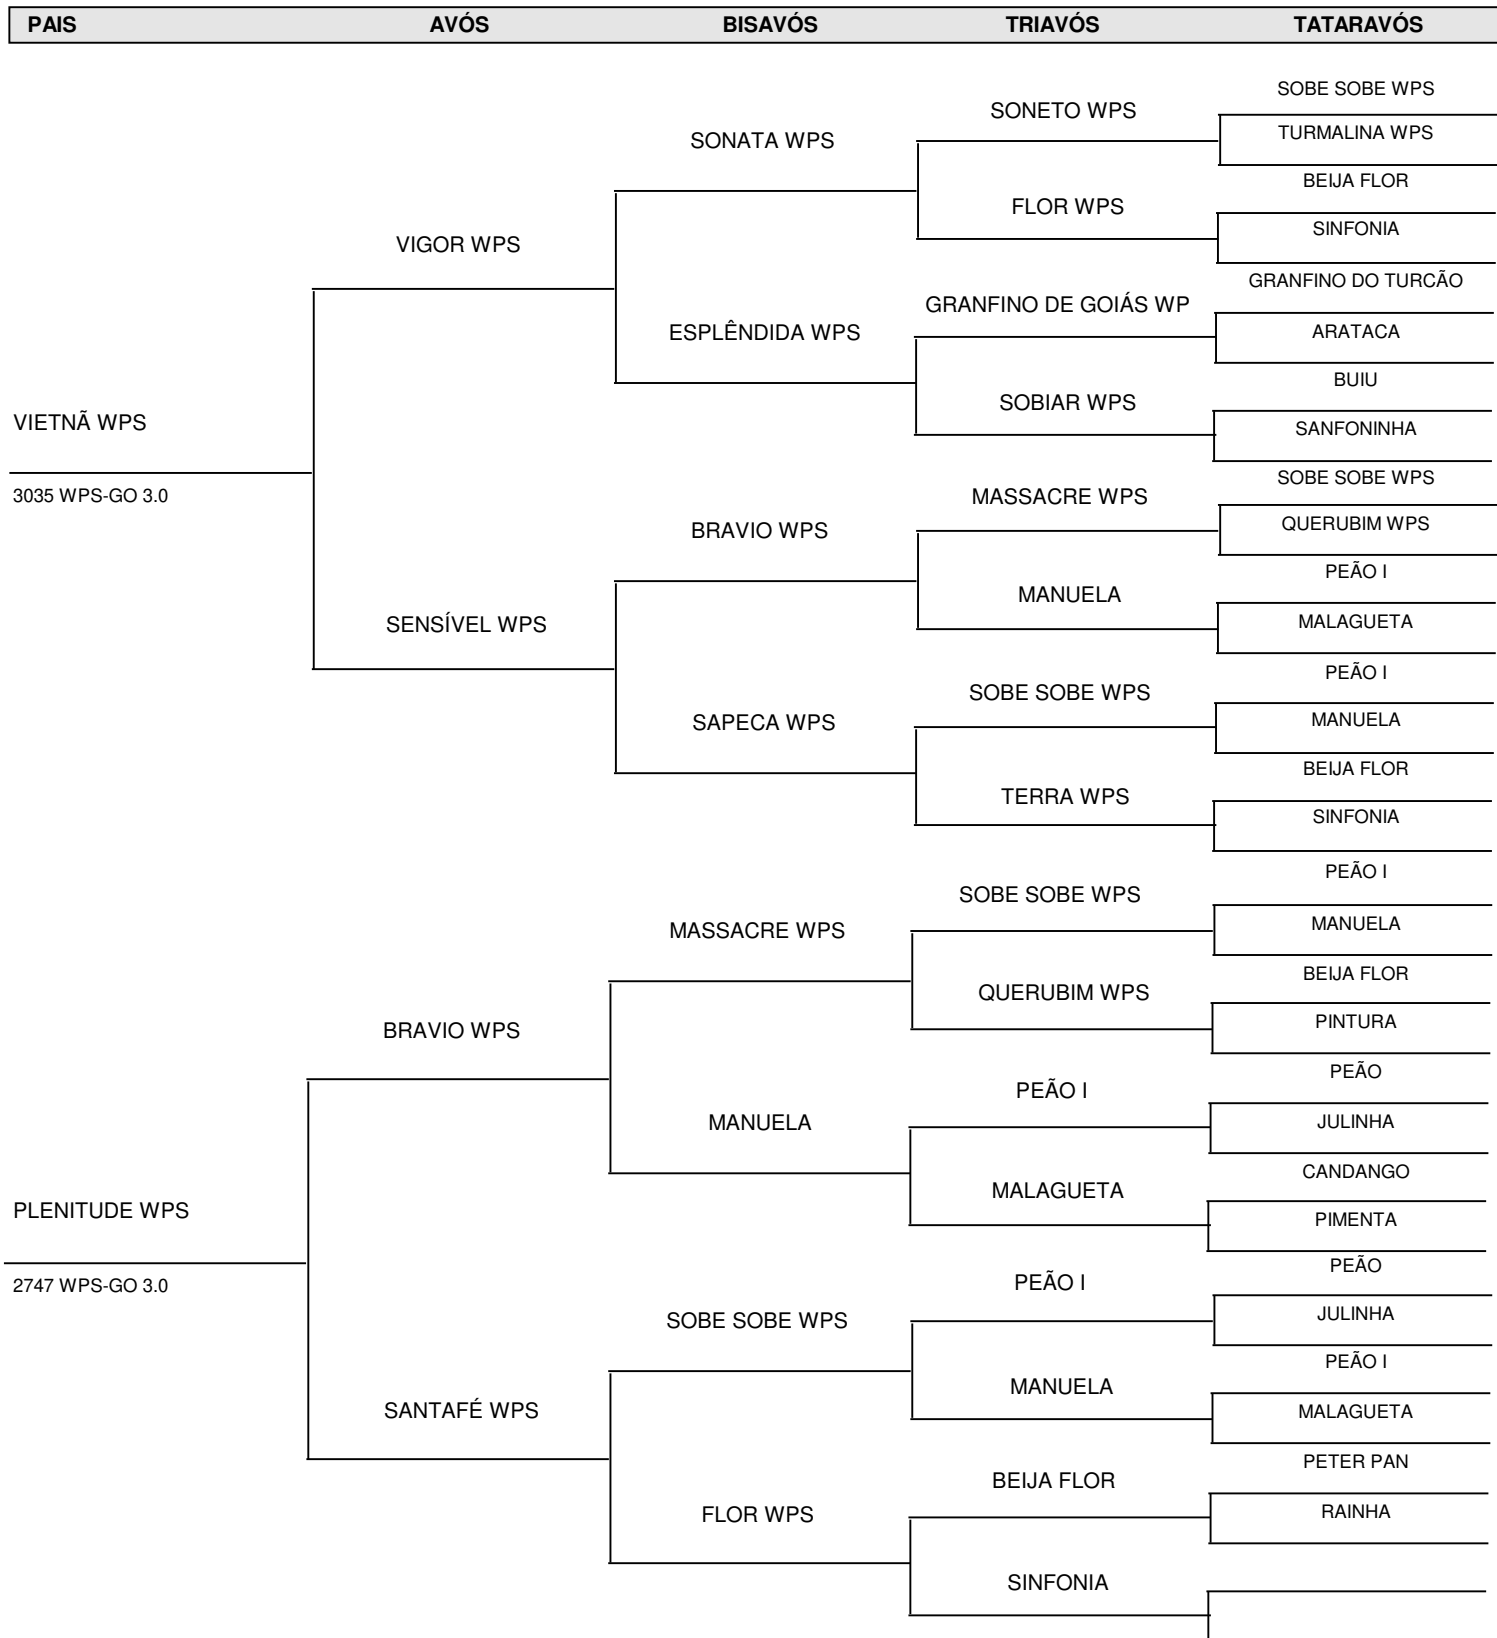 PAIS AVÓS BISAVÓS TRIAVÓS TATARAVÓS
SOBE SOBE WPS
SONETO WPS
TURMALINA WPS
SONATA WPS
BEIJA FLOR
FLOR WPS
SINFONIA
VIGOR WPS
GRANFINO DO TURCÃO
GRANFINO DE GOIÁS WP
ARATACA
ESPLÊNDIDA WPS
BUIU
SOBIAR WPS
SANFONINHA
VIETNÃ WPS
3035 WPS-GO 3.0
SOBE SOBE WPS
MASSACRE WPS
QUERUBIM WPS
BRAVIO WPS
PEÃO I
MANUELA
MALAGUETA
SENSÍVEL WPS
PEÃO I
SOBE SOBE WPS
MANUELA
SAPECA WPS
BEIJA FLOR
TERRA WPS
SINFONIA
PEÃO I
SOBE SOBE WPS
MANUELA
MASSACRE WPS
BEIJA FLOR
QUERUBIM WPS
PINTURA
BRAVIO WPS
PEÃO
PEÃO I
JULINHA
MANUELA
CANDANGO
MALAGUETA
PIMENTA
PLENITUDE WPS
2747 WPS-GO 3.0
PEÃO
PEÃO I
JULINHA
SOBE SOBE WPS
PEÃO I
MANUELA
MALAGUETA
SANTAFÉ WPS
PETER PAN
BEIJA FLOR
RAINHA
FLOR WPS
SINFONIA